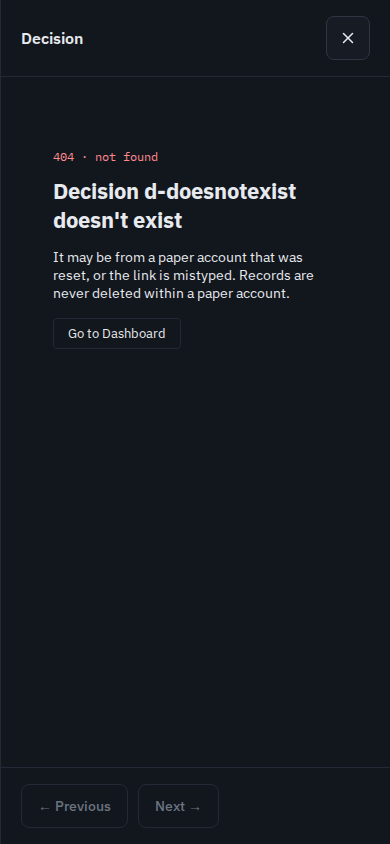 Decision
404 · not found
Decision d-doesnotexist
doesn't exist
It may be from a paper account that was
reset, or the link is mistyped. Records are
never deleted within a paper account.
Go to Dashboard
← Previous
Next →